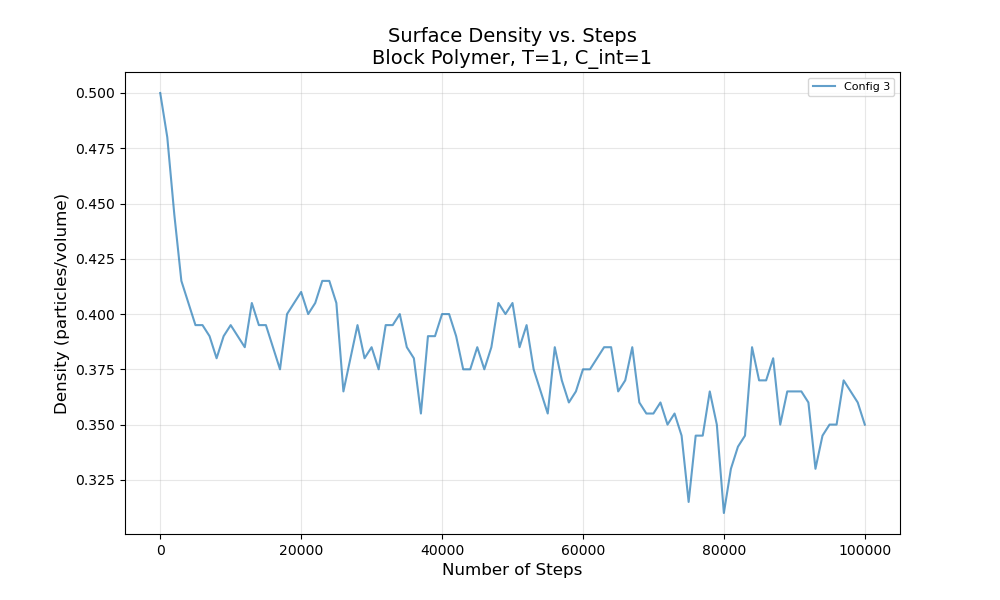 Surface Density vs. Steps
Block Polymer, T=1, C_int=1
Config 3
Density (particles/volume)
0.500
0.475
0.450
0.425
0.400
0.375
0.350
0.325
0
20000
40000
60000
80000
100000
Number of Steps